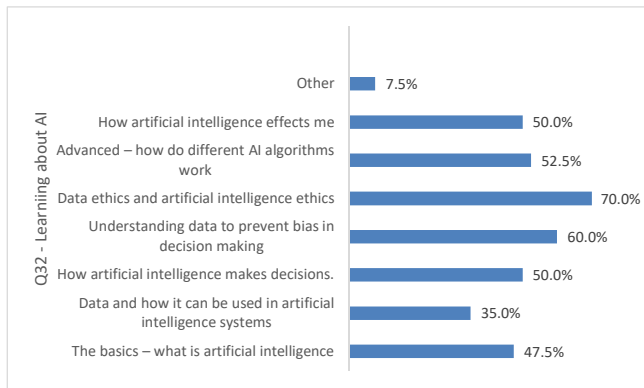 Q32 - Learniing about AI
Other
7.5%
How artificial intelligence effects me
50.0%
Advanced – how do different AI algorithms
work
52.5%
Data ethics and artificial intelligence ethics
70.0%
Understanding data to prevent bias in
decision making
60.0%
How artificial intelligence makes decisions.
50.0%
Data and how it can be used in artificial
intelligence systems
35.0%
The basics – what is artificial intelligence
47.5%